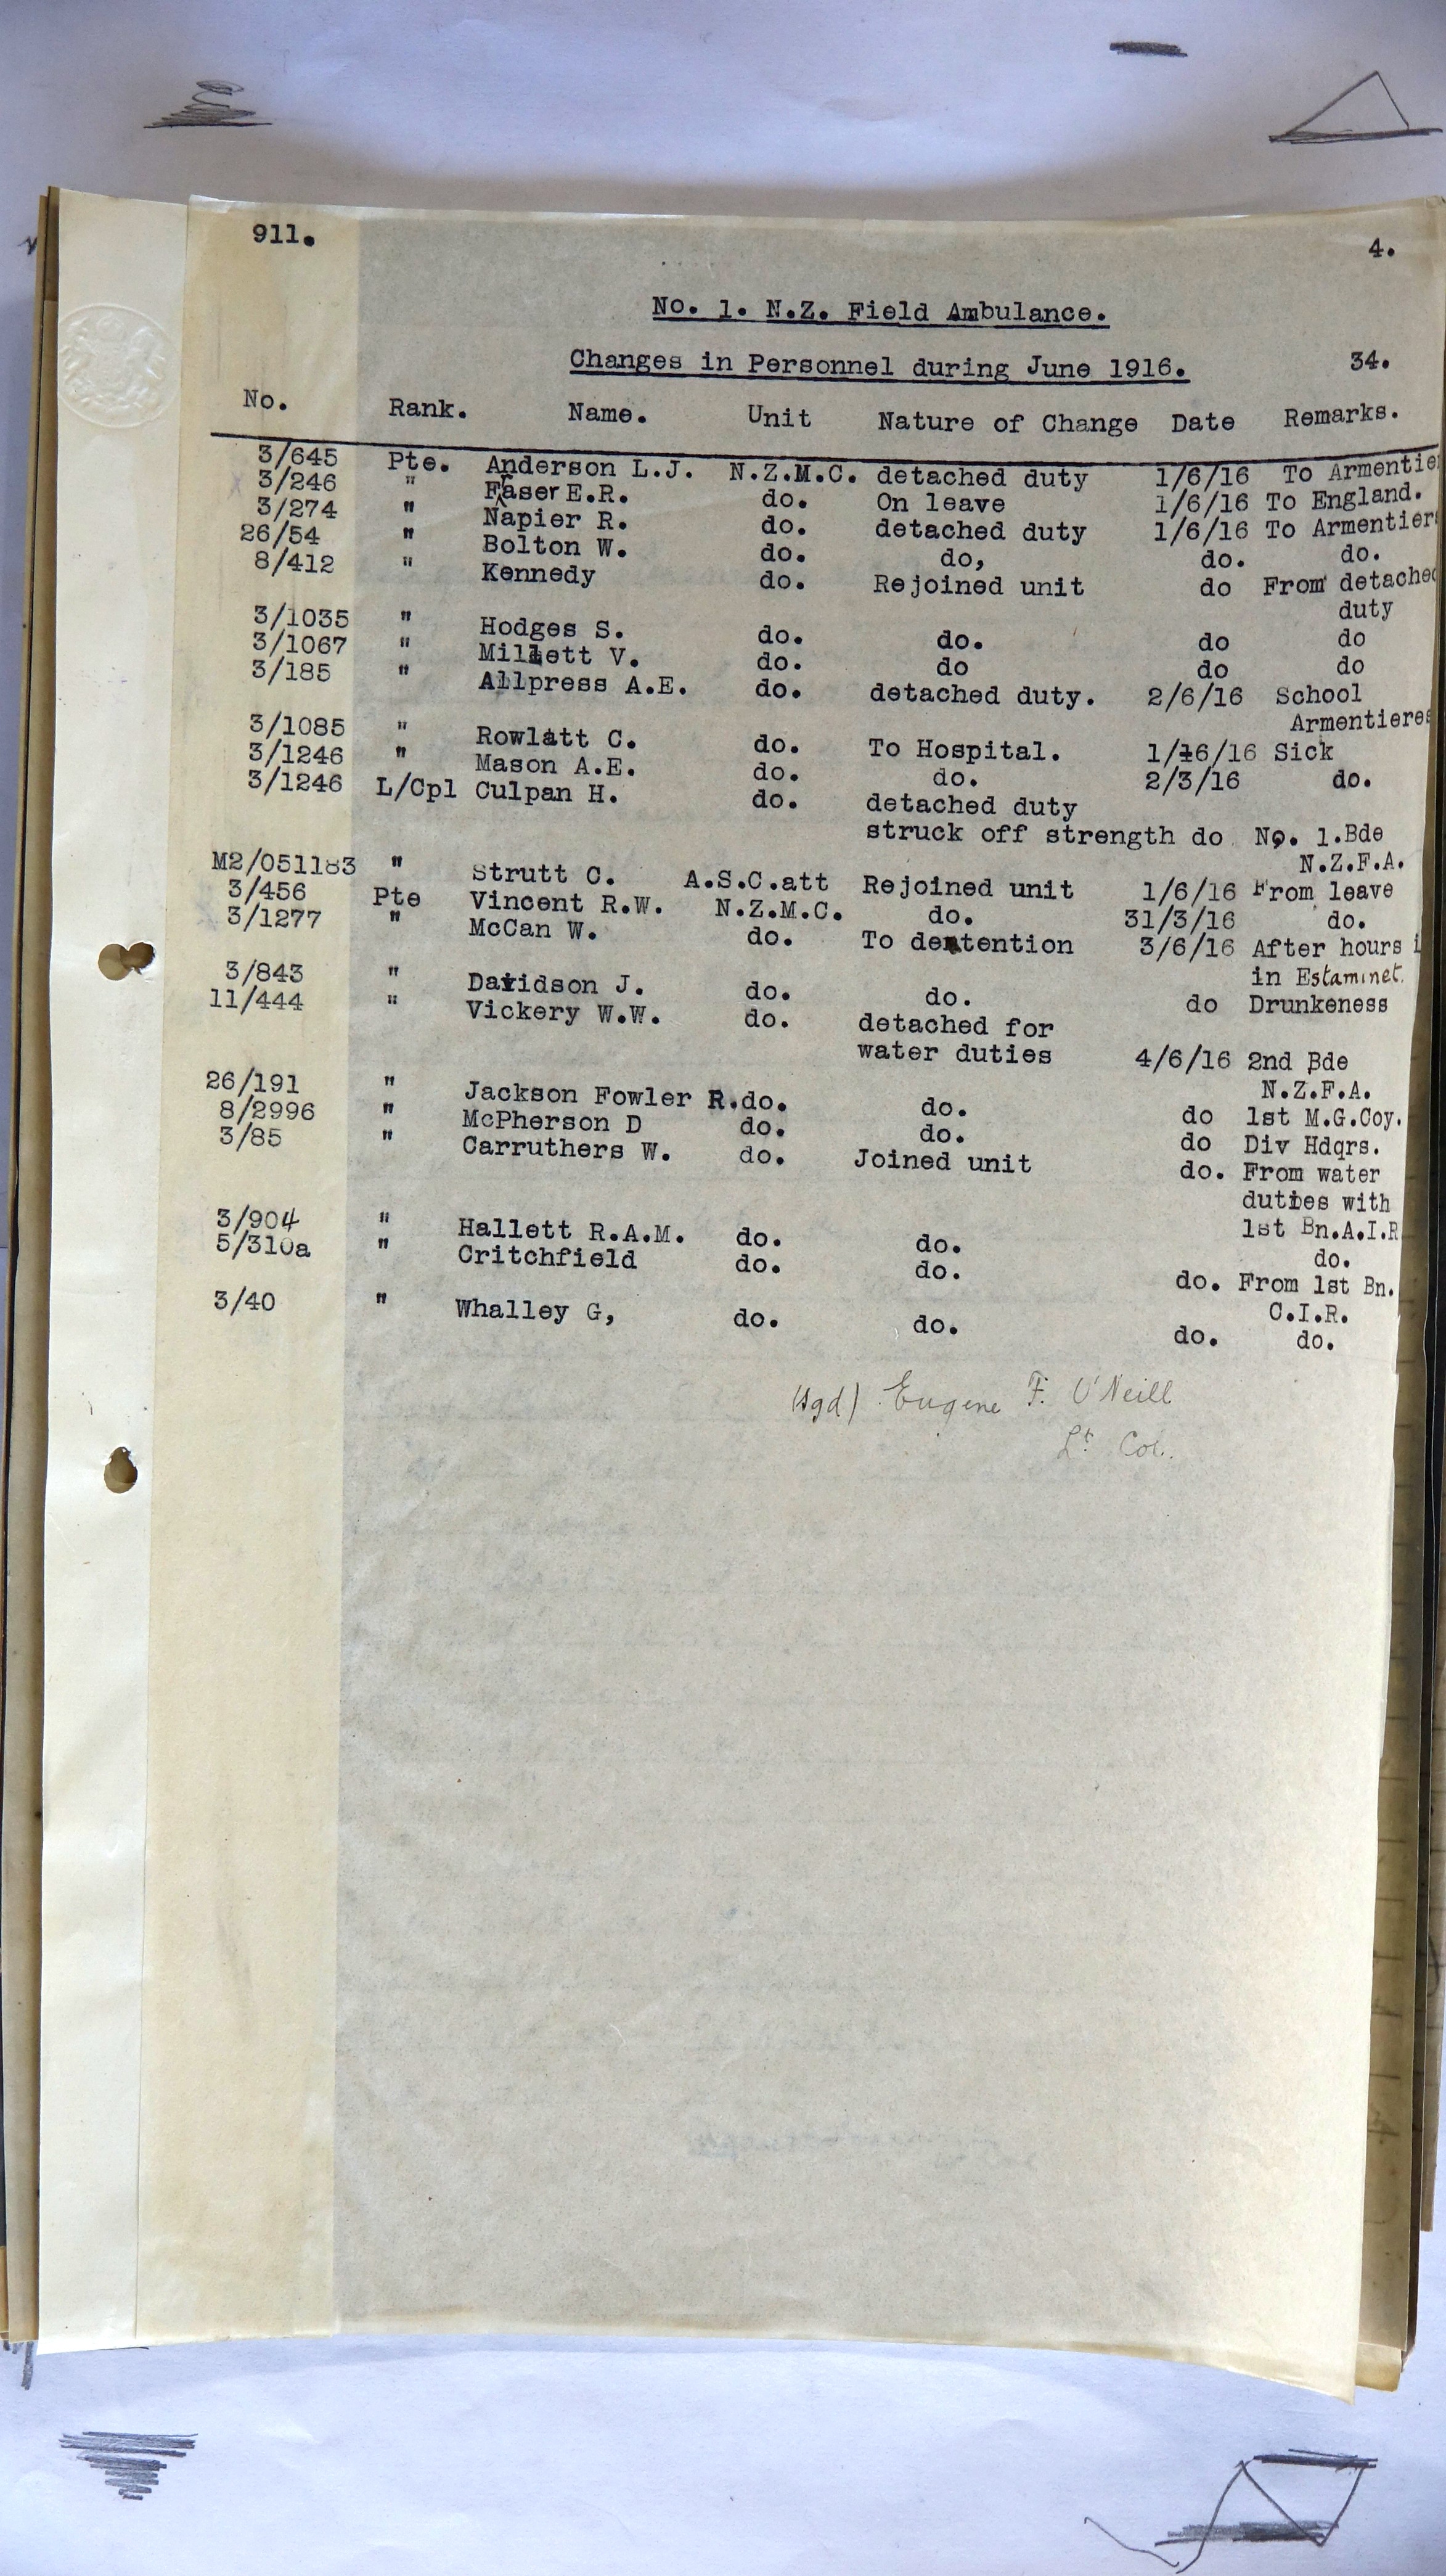 911.
4.
No. 1. N.Z. Field Ambulance.
Changes in Personnel during June 1916. 34.
No. Rank. Name. Unit Nature of Change Date Remarks.
3/645 Pte. Anderson L.J. N.Z.M.C. detached duty 1/6/16 To Armentier
3/246 " Fraser E.R. do. On leave 1/6/16 To England.
3/274 " Napier R. do. detached duty 1/6/16 To Armentiers
26/54 " Bolton W. do. do, do. do.
8/412 " Kennedy do. Rejoined unit do From detached
duty
3/1035 " Hodges S. do. do. do do
3/1067 " Millett V. do. do do do
3/185 " Allpress A.E. do. detached duty. 2/6/16 School
Armentieres
3/1085 " Rowlatt C. do. To Hospital. 1/16/16 Sick
3/1246 " Mason A.E. do. do. 2/3/16 do.
3/1246 L/Cpl Culpan H. do. detached duty
struck off strength do No. 1.Bde
N.Z.F.A.
M2/051183 " Strutt C. A.S.C.att Rejoined unit 1/6/16 From leave
3/456 Pte Vincent R.W. N.Z.M.C. do. 31/3/16 do.
3/1277 " McCan W. do. To detention 3/6/16 After hours i
in Estaminet.
3/843 " Davidson J. do. do. do Drunkeness
11/444 " Vickery W.W. do. detached for
water duties 4/6/16 2nd Bde
N.Z.F.A.
26/191 " Jackson Fowler R.do. do. do 1st M.G.Coy.
8/2996 " McPherson D do. do. do Div Hdqrs.
3/85 " Carruthers W. do. Joined unit do. From water
duties with
1st Bn.A.I.R
3/904 " Hallett R.A.M. do. do. do.
5/310a " Critchfield do. do. do. From 1st Bn.
C.I.R.
3/40 " Whalley G, do. do. do. do.
(sgd) Eugene F. O'Neill
Lt Col.